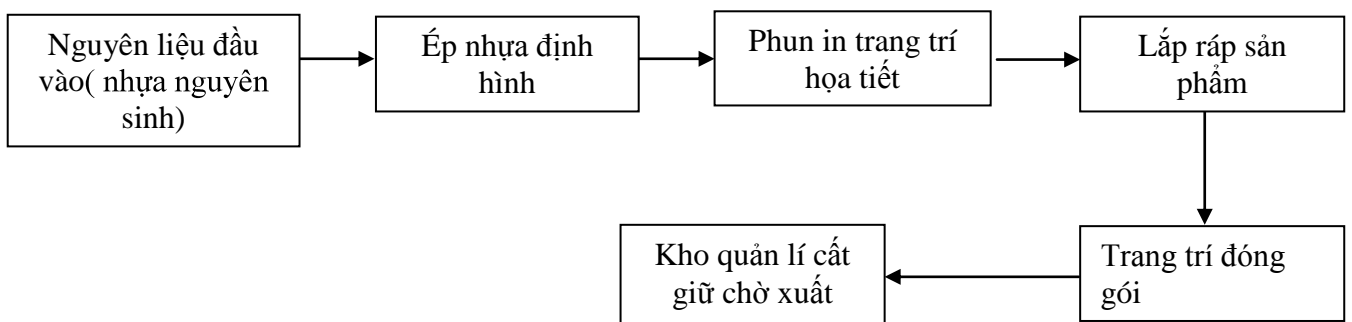 Nguyên liệu đầu
vào( nhựa nguyên
sinh)
Ép nhựa định
hình
Phun in trang trí
họa tiết
Lắp ráp sản
phẩm
Trang trí đóng
gói
Kho quản lí cất
giữ chờ xuất